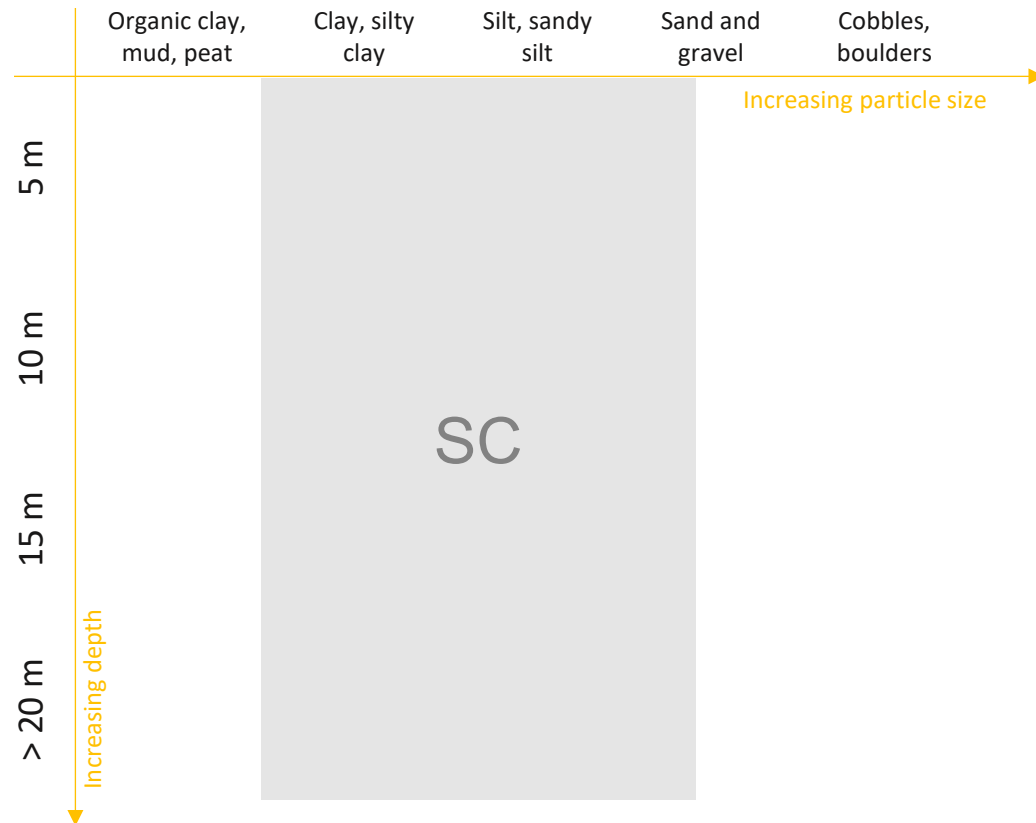 Organic clay,
mud, peat
Clay, silty
clay
Silt, sandy
silt
Sand and
gravel
Cobbles,
boulders
Increasing particle size
5 m
10 m
SC
15 m
> 20 m
Increasing depth